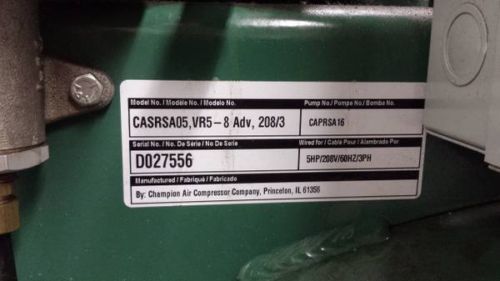 Model No./ Modèle No./ Modelo No.
Pump No/ Pompe No/ Bomba No.
CASRSA05,VR5-8 Adv, 208/3
CAPRSA16
Serial No. / No. De Série / No De Serie
Wired for / Cablé Pour / Alambrado Por
D027556
5HP/208V/60HZ/3PH
Manufactured / Fabriqué / Fabricado
By: Champion Air Compressor Company, Princeton, IL 61356